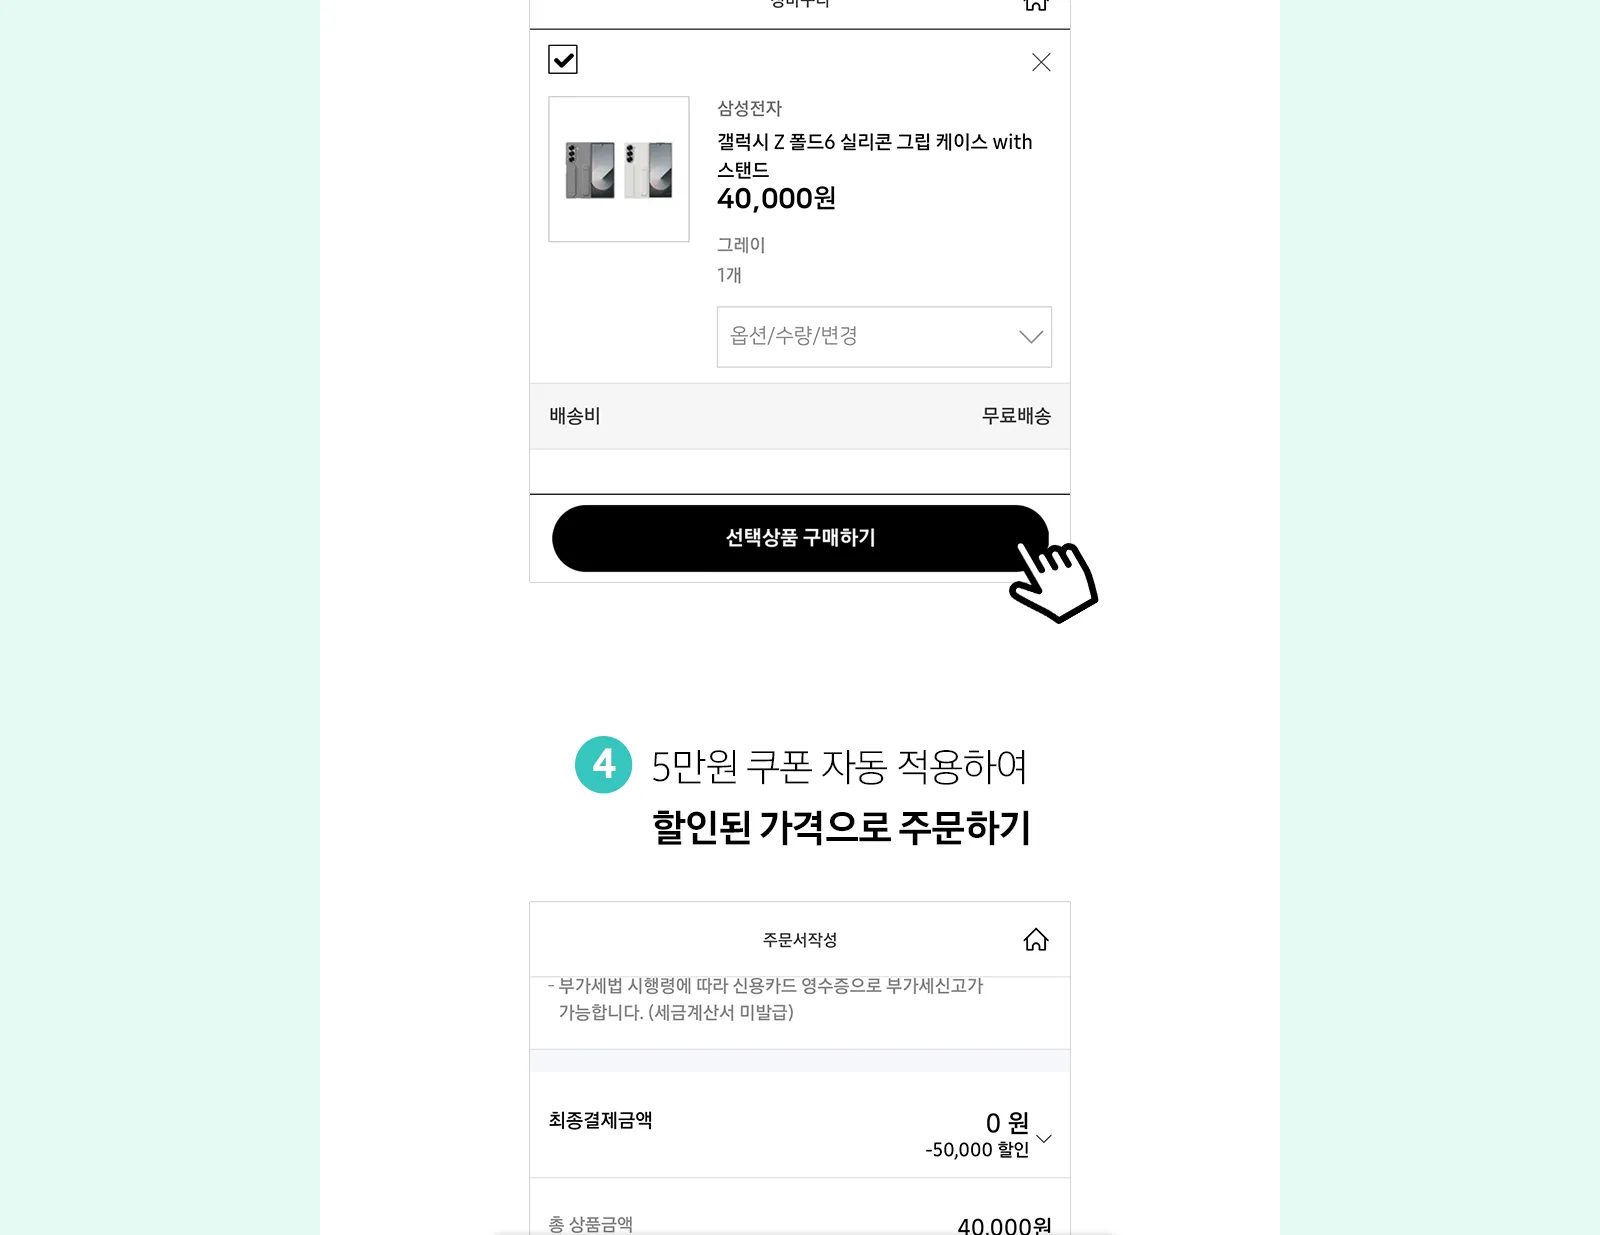 장바구니
삼성전자
갤럭시 Z 폴드6 실리콘 그립 케이스 with
스탠드
40,000원
그레이
1개
옵션/수량/변경
배송비 무료배송
선택상품 구매하기
4 5만원 쿠폰 자동 적용하여
할인된 가격으로 주문하기
주문서작성
- 부가세법 시행령에 따라 신용카드 영수증으로 부가세신고가
가능합니다. (세금계산서 미발급)
최종결제금액 0 원
-50,000 할인
총 상품금액 40,000원